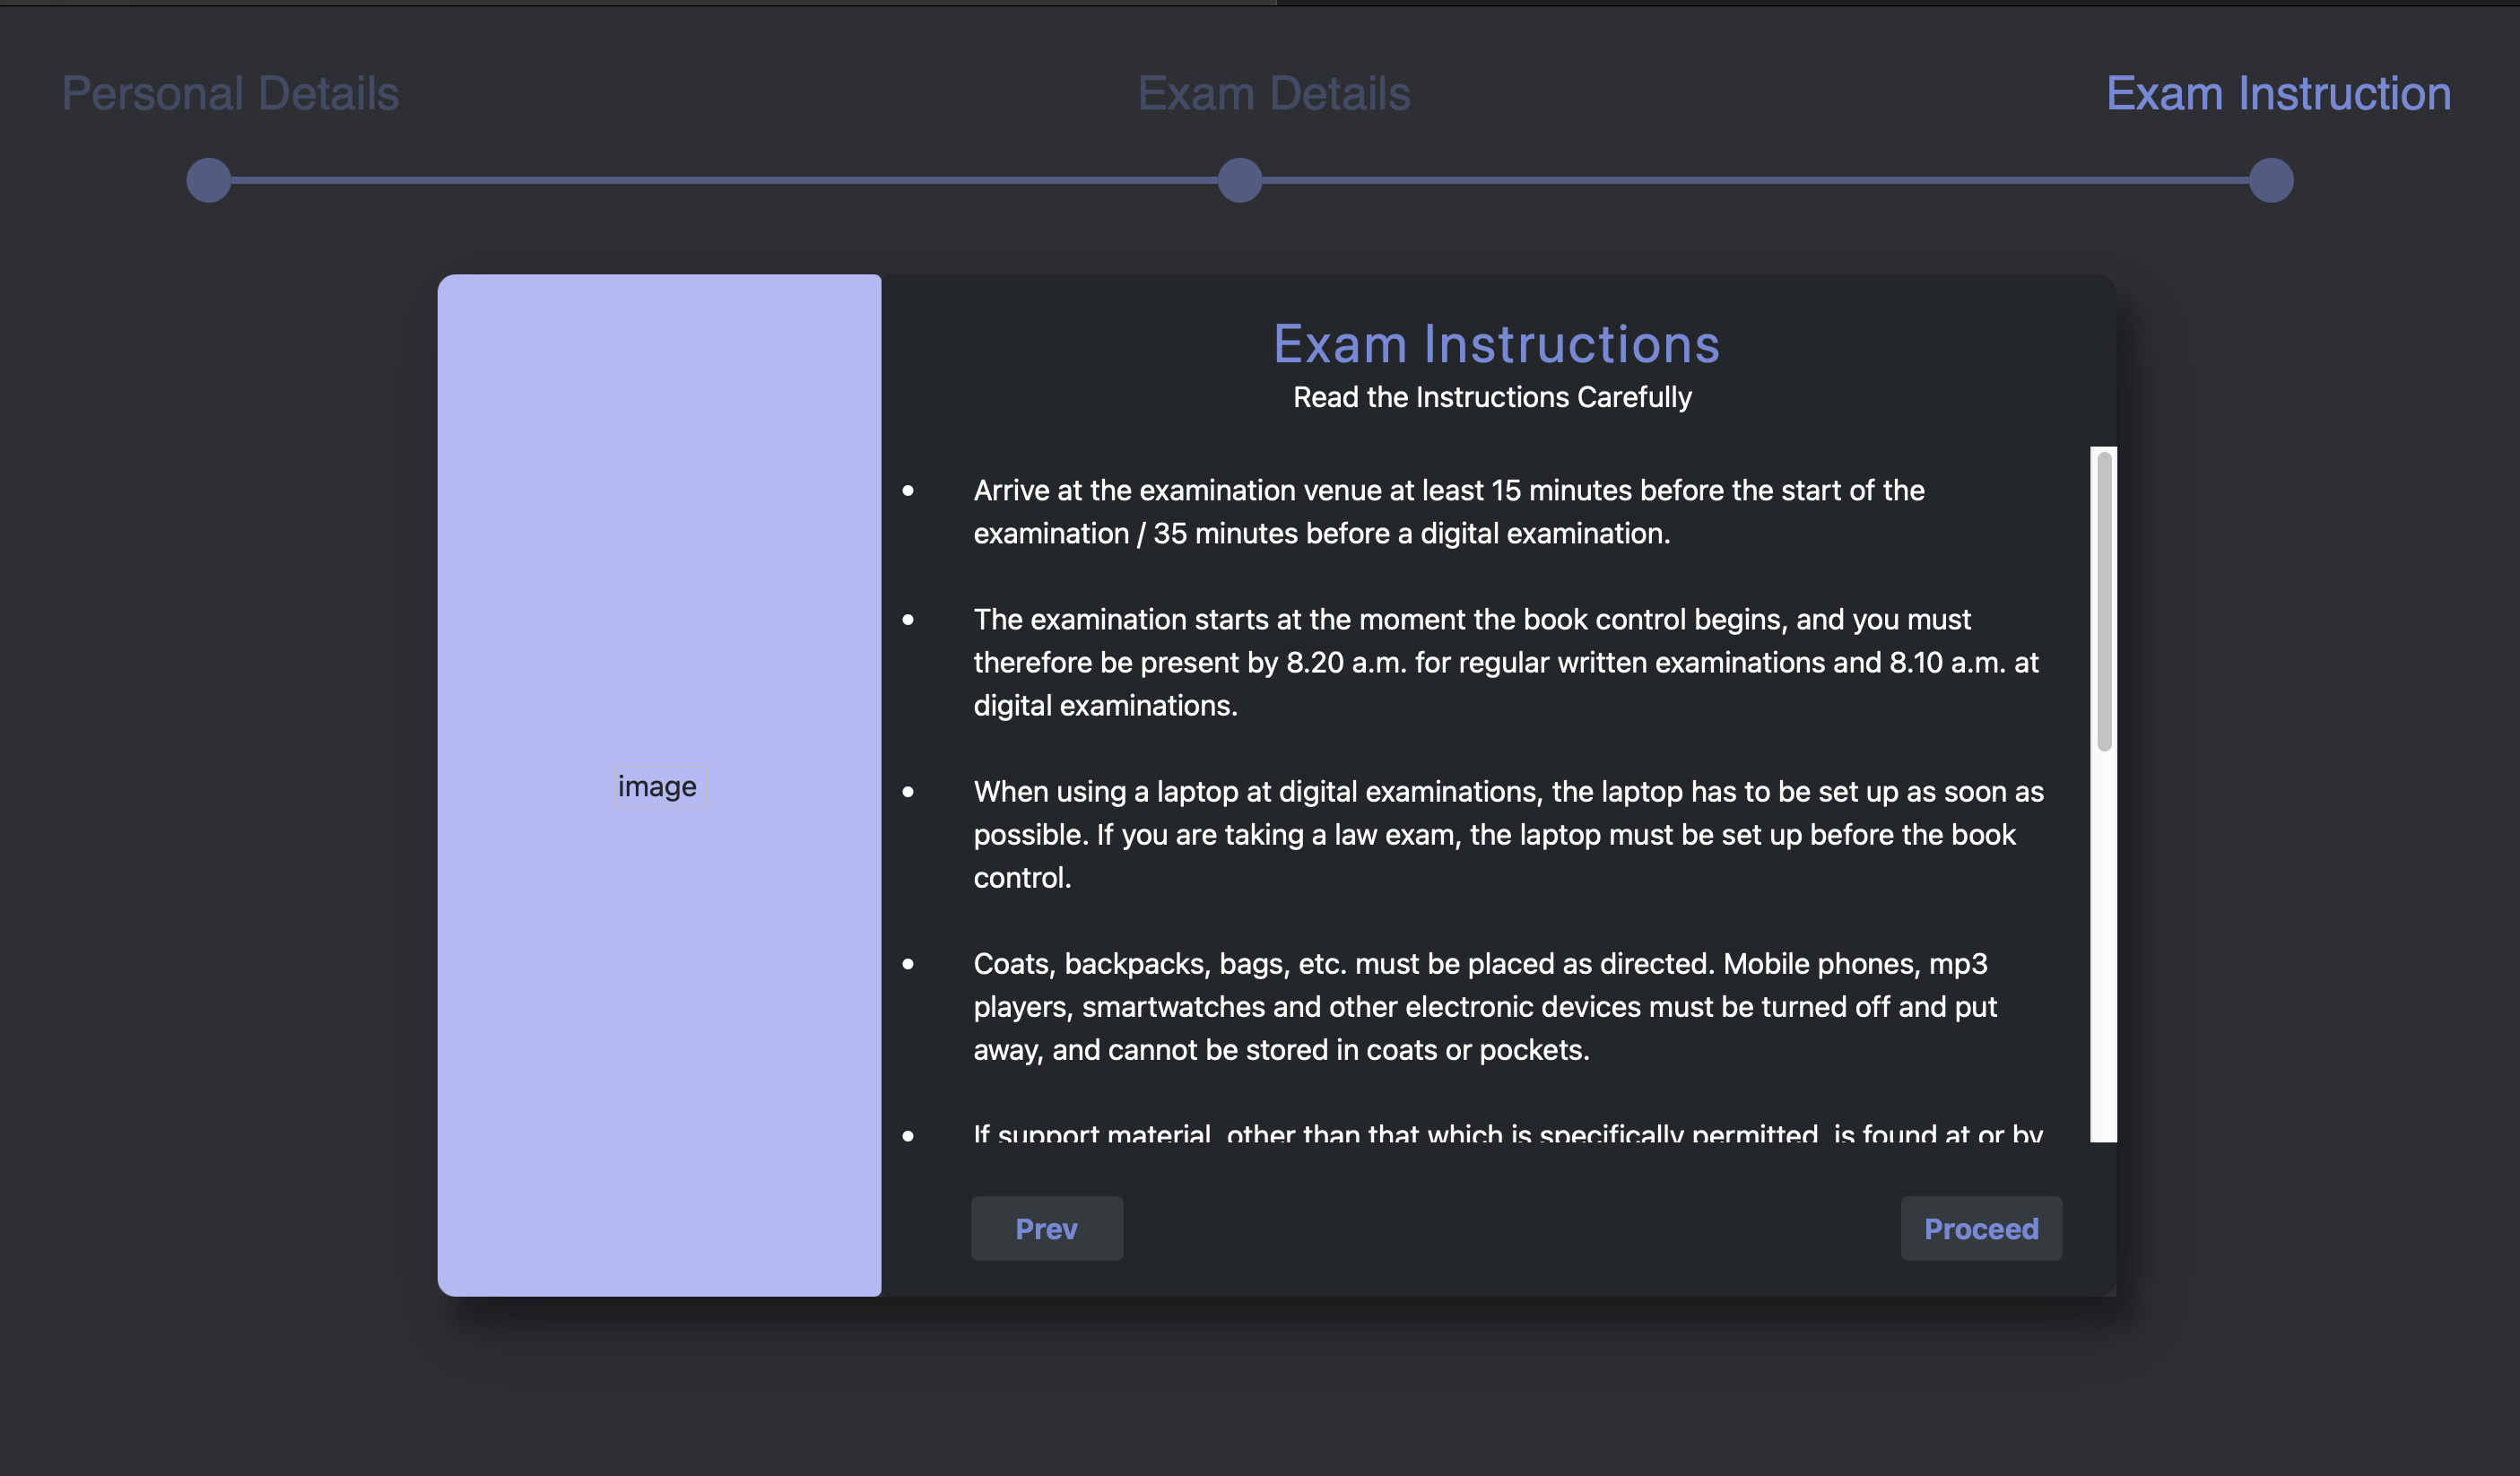 Personal Details
Exam Details
Exam Instruction
Exam Instructions
Read the Instructions Carefully
• Arrive at the examination venue at least 15 minutes before the start of the
examination / 35 minutes before a digital examination.
• The examination starts at the moment the book control begins, and you must
therefore be present by 8.20 a.m. for regular written examinations and 8.10 a.m. at
digital examinations.
• When using a laptop at digital examinations, the laptop has to be set up as soon as
possible. If you are taking a law exam, the laptop must be set up before the book
control.
• Coats, backpacks, bags, etc. must be placed as directed. Mobile phones, mp3
players, smartwatches and other electronic devices must be turned off and put
away, and cannot be stored in coats or pockets.
• If support material, other than that which is specifically permitted, is found at or by
image
Prev
Proceed